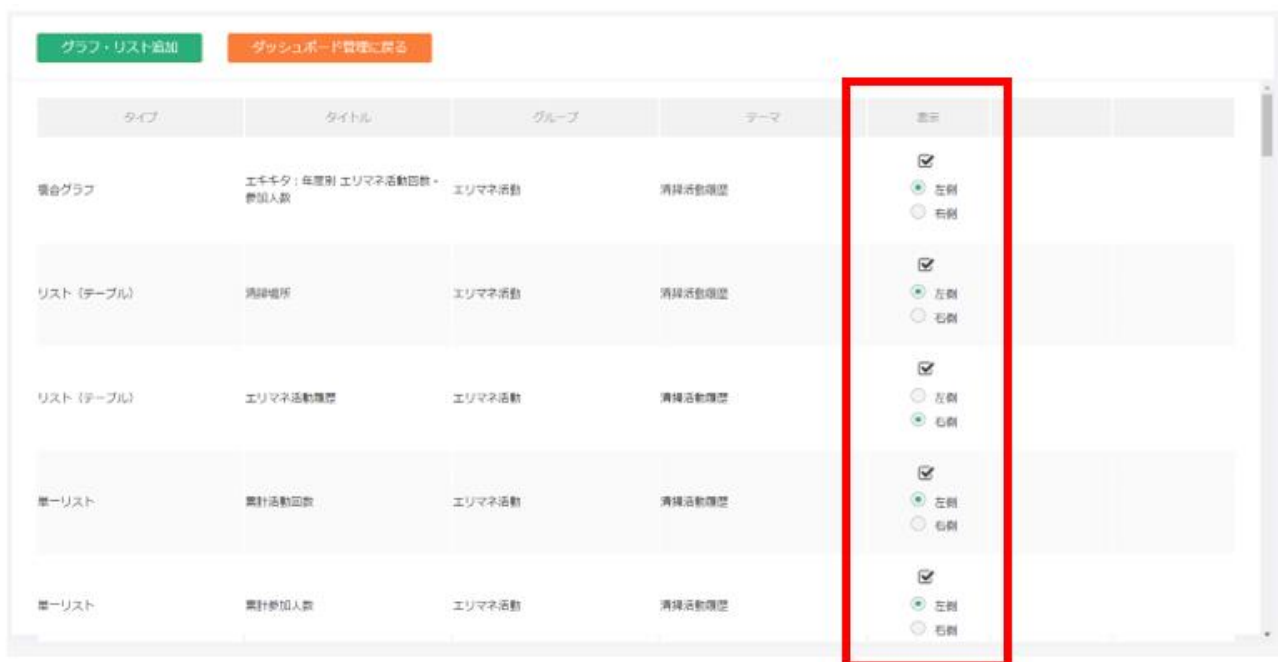 グラフ・リスト追加 ダッシュボード管理に戻る
タイプ タイトル グループ テーマ 表示
複合グラフ エキキタ:年度別 エリマネ活動回数・ エリマネ活動 清掃活動履歴 左側
参加人数 右側
リスト(テーブル) 清掃場所 エリマネ活動 清掃活動履歴 左側
右側
リスト(テーブル) エリマネ活動履歴 エリマネ活動 清掃活動履歴 左側
右側
単一リスト 累計活動回数 エリマネ活動 清掃活動履歴 左側
右側
単一リスト 累計参加人数 エリマネ活動 清掃活動履歴 左側
右側